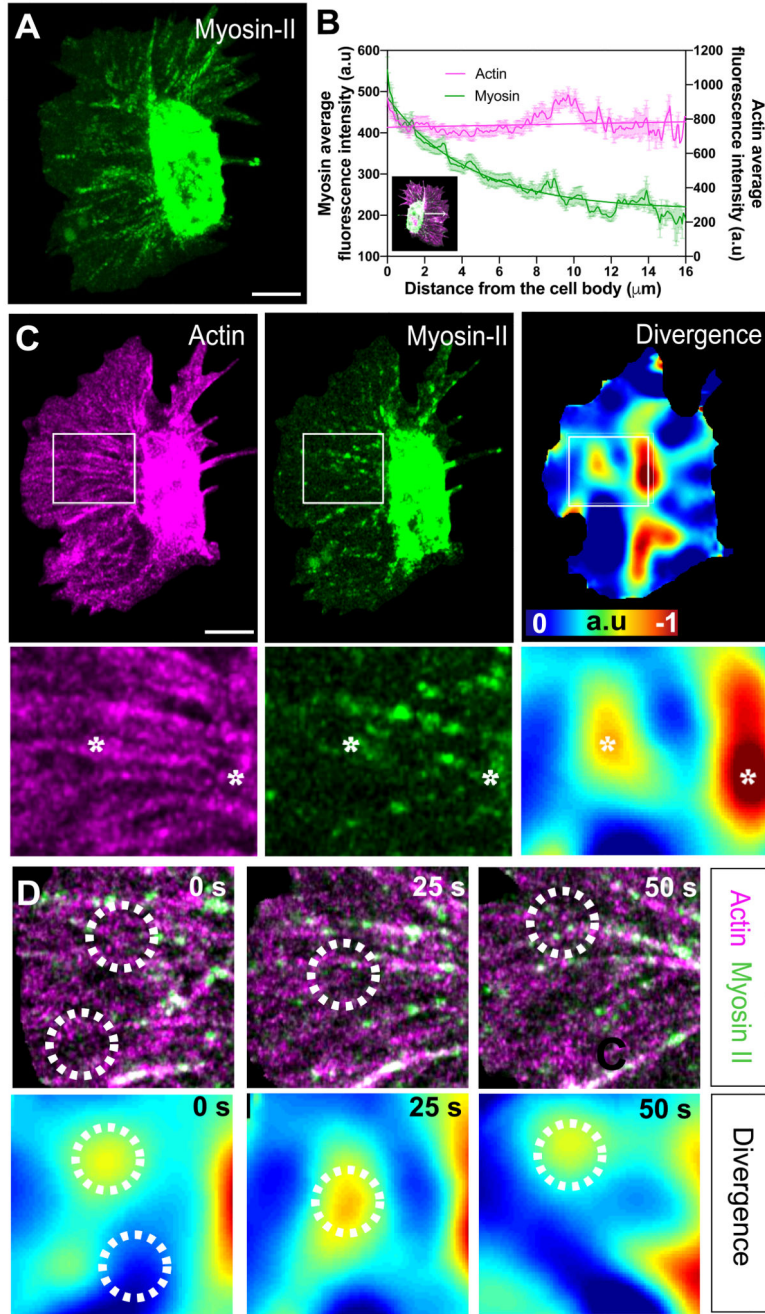 A
Myosin-II
B
Myosin average
fluorescence intensity (a.u)
600
500
400
300
200
100
Actin
Myosin
1200
1000
800
600
400
200
0
Actin average
fluorescence intensity (a.u)
0 2 4 6 8 10 12 14 16
Distance from the cell body (μm)
C
Actin
Myosin-II
Divergence
0 a.u -1
*
*
*
*
*
*
D
0 s
25 s
50 s
C
Actin Myosin II
0 s
25 s
50 s
Divergence